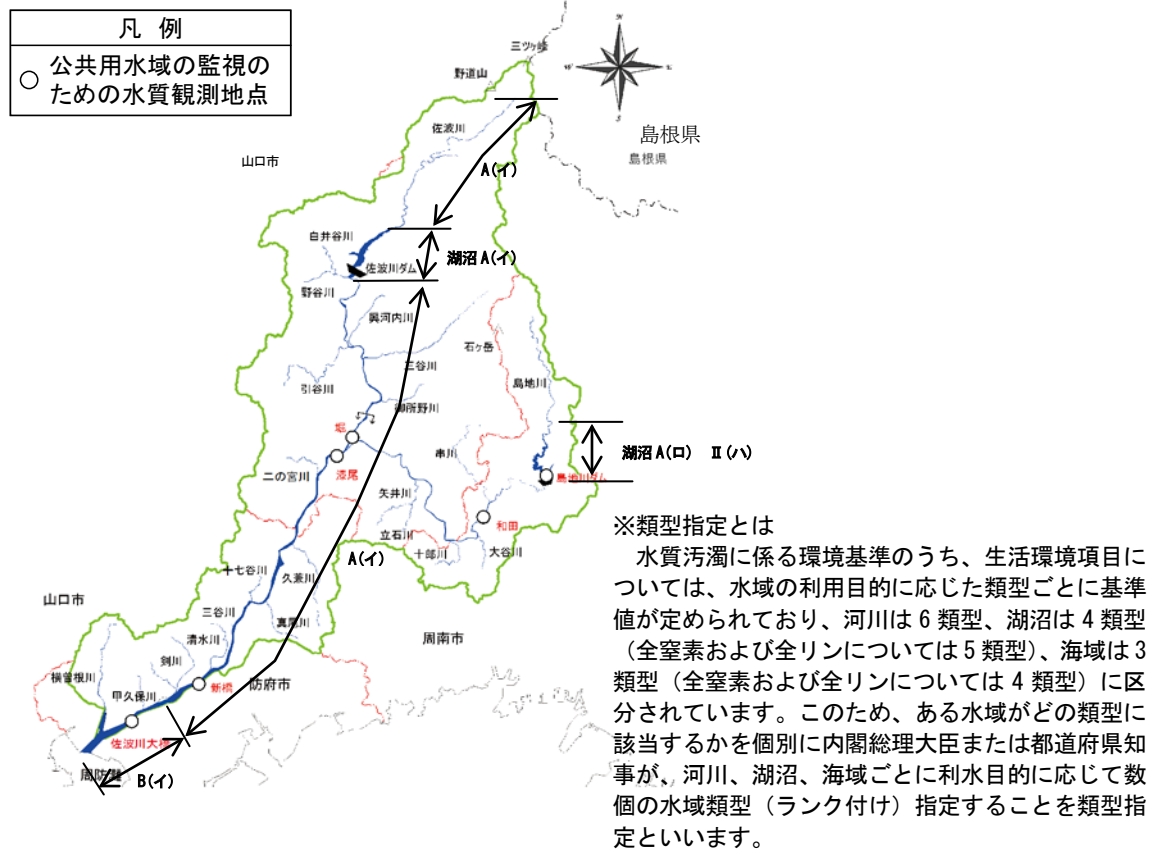 凡 例
○ 公共用水域の監視の
ための水質観測地点
三ツヶ峰
野道山
N
W
E
S
佐波川
島根県
島根県
山口市
A(イ)
白井谷川
湖沼A(イ)
佐波川ダム
野谷川
奥河内川
石ヶ岳
三谷川
島地川
引谷川
御所野川
堀
湖沼A(ロ) Ⅱ(ハ)
漆尾
串川
島地川ダム
二の宮川
矢井川
和田
立石川
十郎川
大谷川
A(イ)
十七谷川
久兼川
山口市
三谷川
真尾川
清水川
周南市
剣川
横曽根川
新橋
防府市
甲久保川
佐波川大橋
周防灘
B(イ)
※類型指定とは
水質汚濁に係る環境基準のうち、生活環境項目に
ついては、水域の利用目的に応じた類型ごとに基準
値が定められており、河川は6類型、湖沼は4類型
(全窒素および全リンについては5類型)、海域は3
類型(全窒素および全リンについては4類型)に区
分されています。このため、ある水域がどの類型に
該当するかを個別に内閣総理大臣または都道府県知
事が、河川、湖沼、海域ごとに利水目的に応じて数
個の水域類型(ランク付け)指定することを類型指
定といいます。